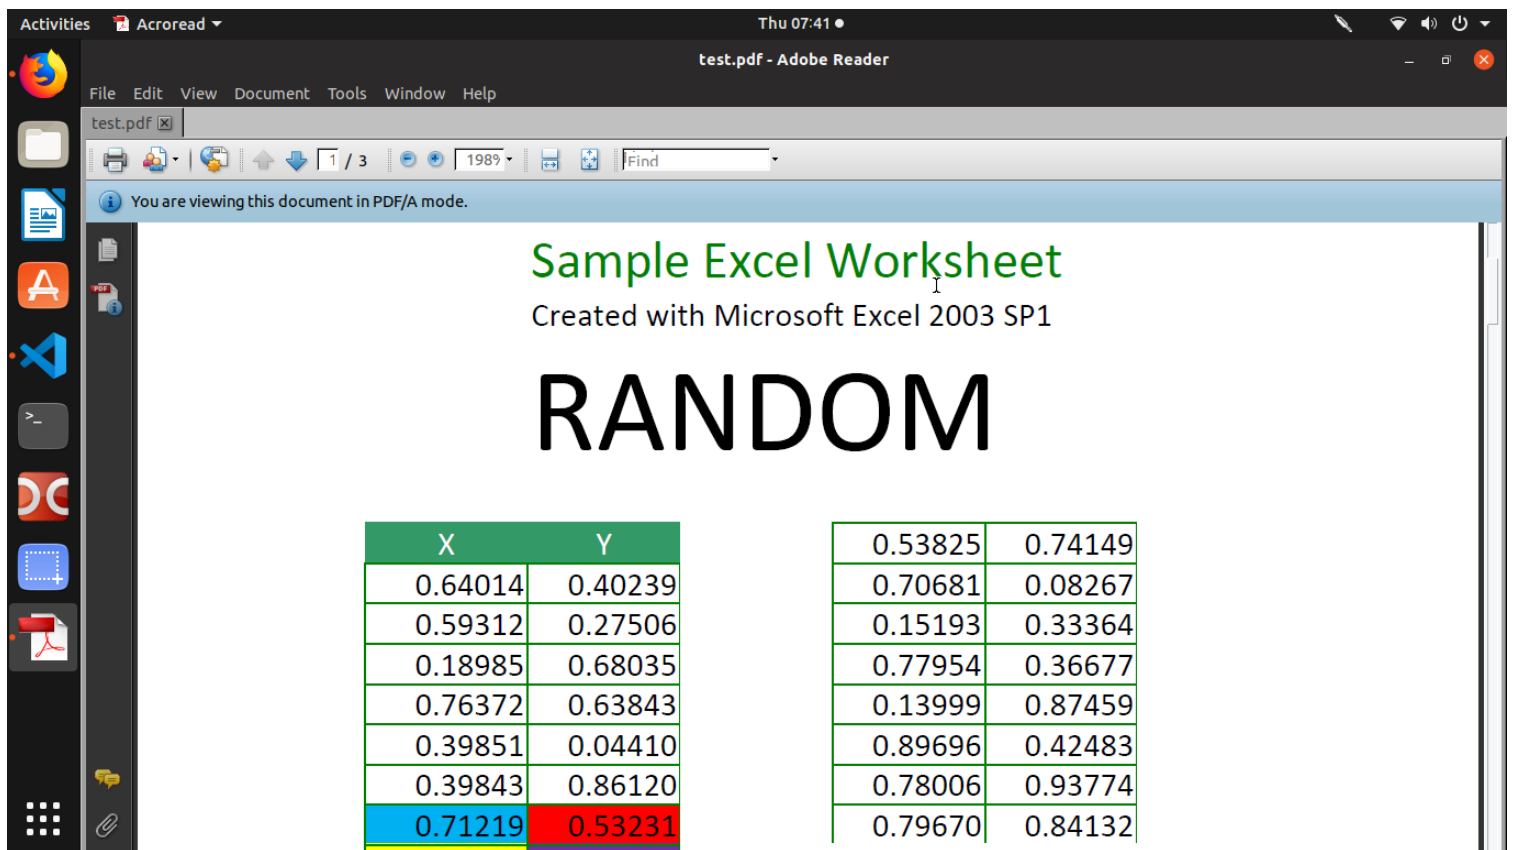 Activities Acroread Thu 07:41
test.pdf - Adobe Reader
File Edit View Document Tools Window Help
test.pdf
1 / 3 198% Find
You are viewing this document in PDF/A mode.
Sample Excel Worksheet
Created with Microsoft Excel 2003 SP1
RANDOM
X Y 0.53825 0.74149
0.64014 0.40239 0.70681 0.08267
0.59312 0.27506 0.15193 0.33364
0.18985 0.68035 0.77954 0.36677
0.76372 0.63843 0.13999 0.87459
0.39851 0.04410 0.89696 0.42483
0.39843 0.86120 0.78006 0.93774
0.71219 0.53231 0.79670 0.84132